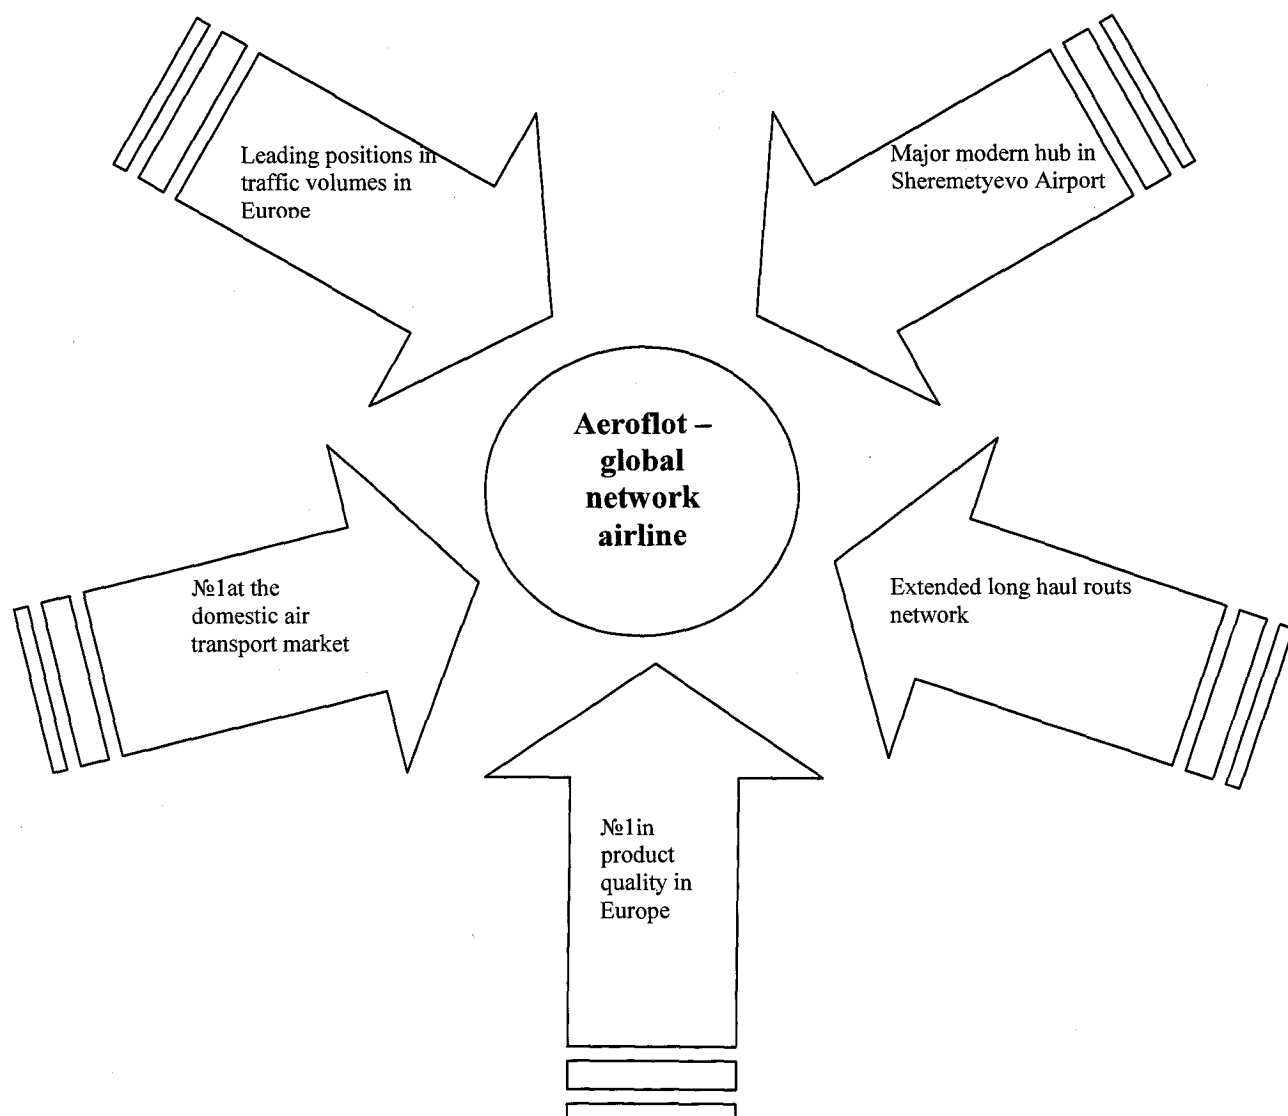 Leading positions in
traffic volumes in
Europe
Major modern hub in
Sheremetyevo Airport
Aeroflot –
global
network
airline
№1at the
domestic air
transport market
Extended long haul routs
network
№1in
product
quality in
Europe